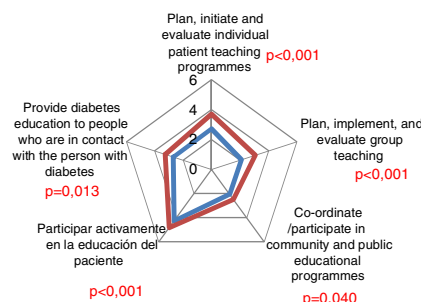 Plan, initiate and
evaluate individual
patient teaching
programmes
p<0,001
6
4
2
0
Plan, implement, and
evaluate group
teaching
p<0,001
Co-ordinate
/participate in
community and public
educational
programmes
p=0,040
Participar activamente
en la educación del
paciente
p<0,001
Provide diabetes
education to people
who are in contact
with the person with
diabetes
p=0,013